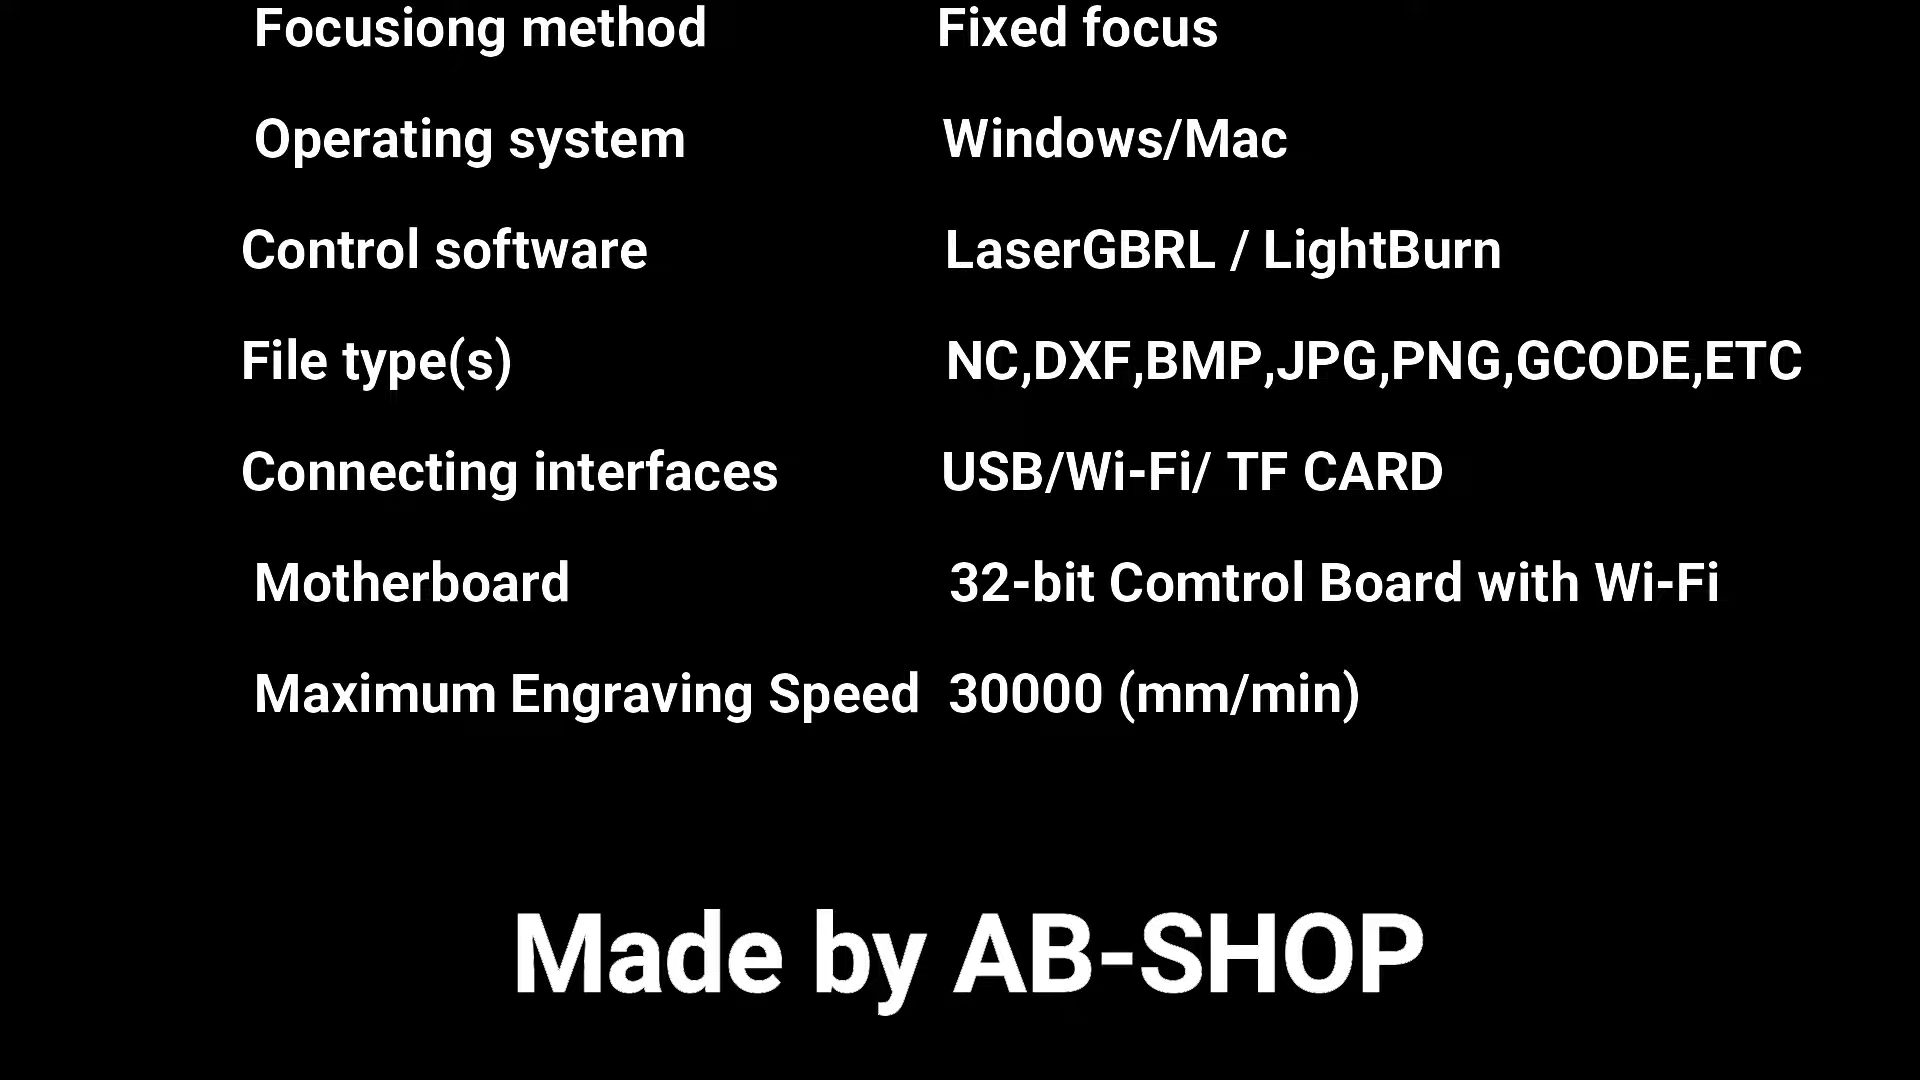 Focusiong method Fixed focus
Operating system Windows/Mac
Control software LaserGBRL / LightBurn
File type(s) NC,DXF,BMP,JPG,PNG,GCODE,ETC
Connecting interfaces USB/Wi-Fi/ TF CARD
Motherboard 32-bit Comtrol Board with Wi-Fi
Maximum Engraving Speed 30000 (mm/min)
Made by AB-SHOP